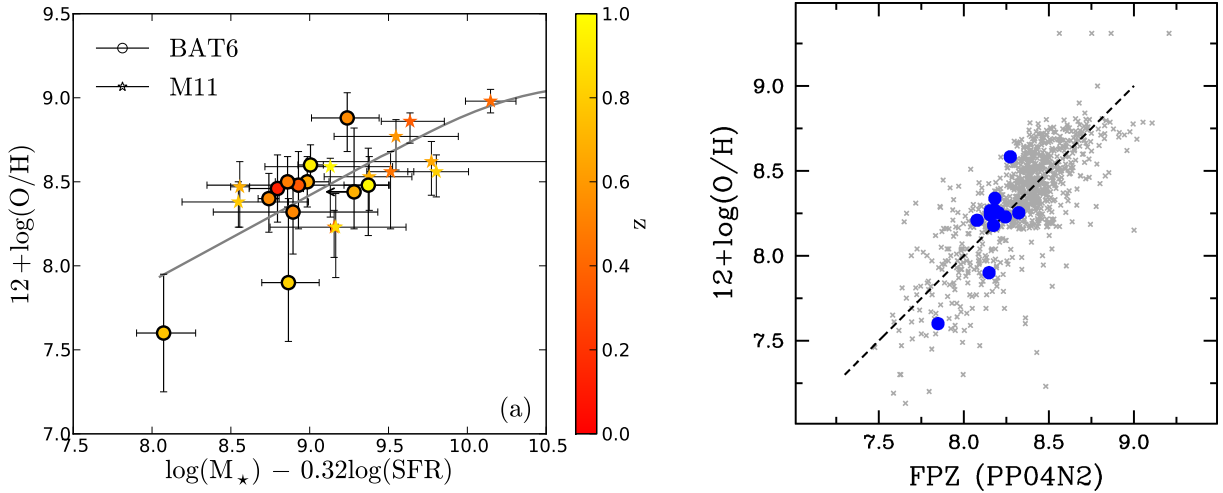 9.5
9.0
8.5
8.0
7.5
7.0
12+log(O/H)
BAT6
M11
(a)
7.5 8.0 8.5 9.0 9.5 10.0 10.5
log(M⋆) − 0.32log(SFR)
1.0
0.8
0.6
0.4
0.2
0.0
z
9.0
8.5
8.0
7.5
12+log(O/H)
7.5 8.0 8.5 9.0
FPZ (PP04N2)